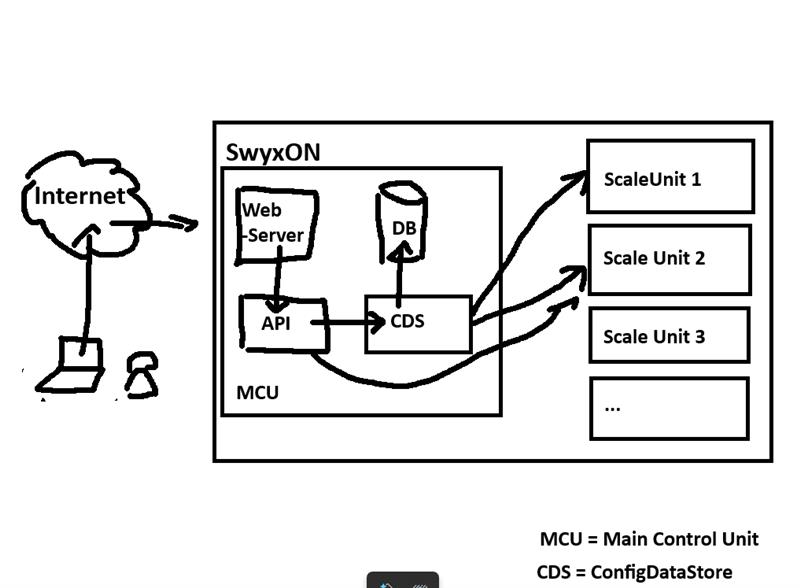 SwyxON
Internet
Web
-Server
DB
API
CDS
MCU
ScaleUnit 1
Scale Unit 2
Scale Unit 3
...
MCU = Main Control Unit
CDS = ConfigDataStore